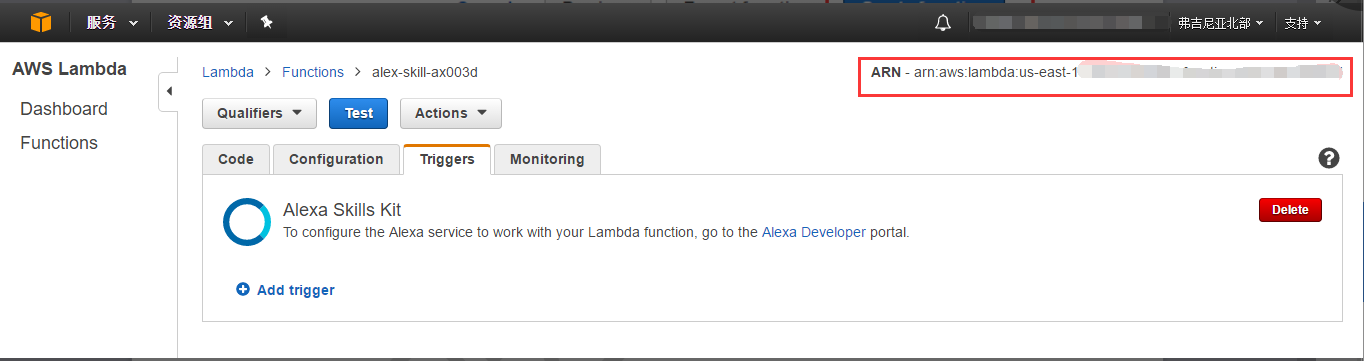 服务 资源组 弗吉尼亚北部 支持
AWS Lambda
Dashboard
Functions
Lambda > Functions > alex-skill-ax003d
ARN - arn:aws:lambda:us-east-1
Qualifiers Test Actions
Code Configuration Triggers Monitoring
Alexa Skills Kit
To configure the Alexa service to work with your Lambda function, go to the Alexa Developer portal.
Delete
Add trigger